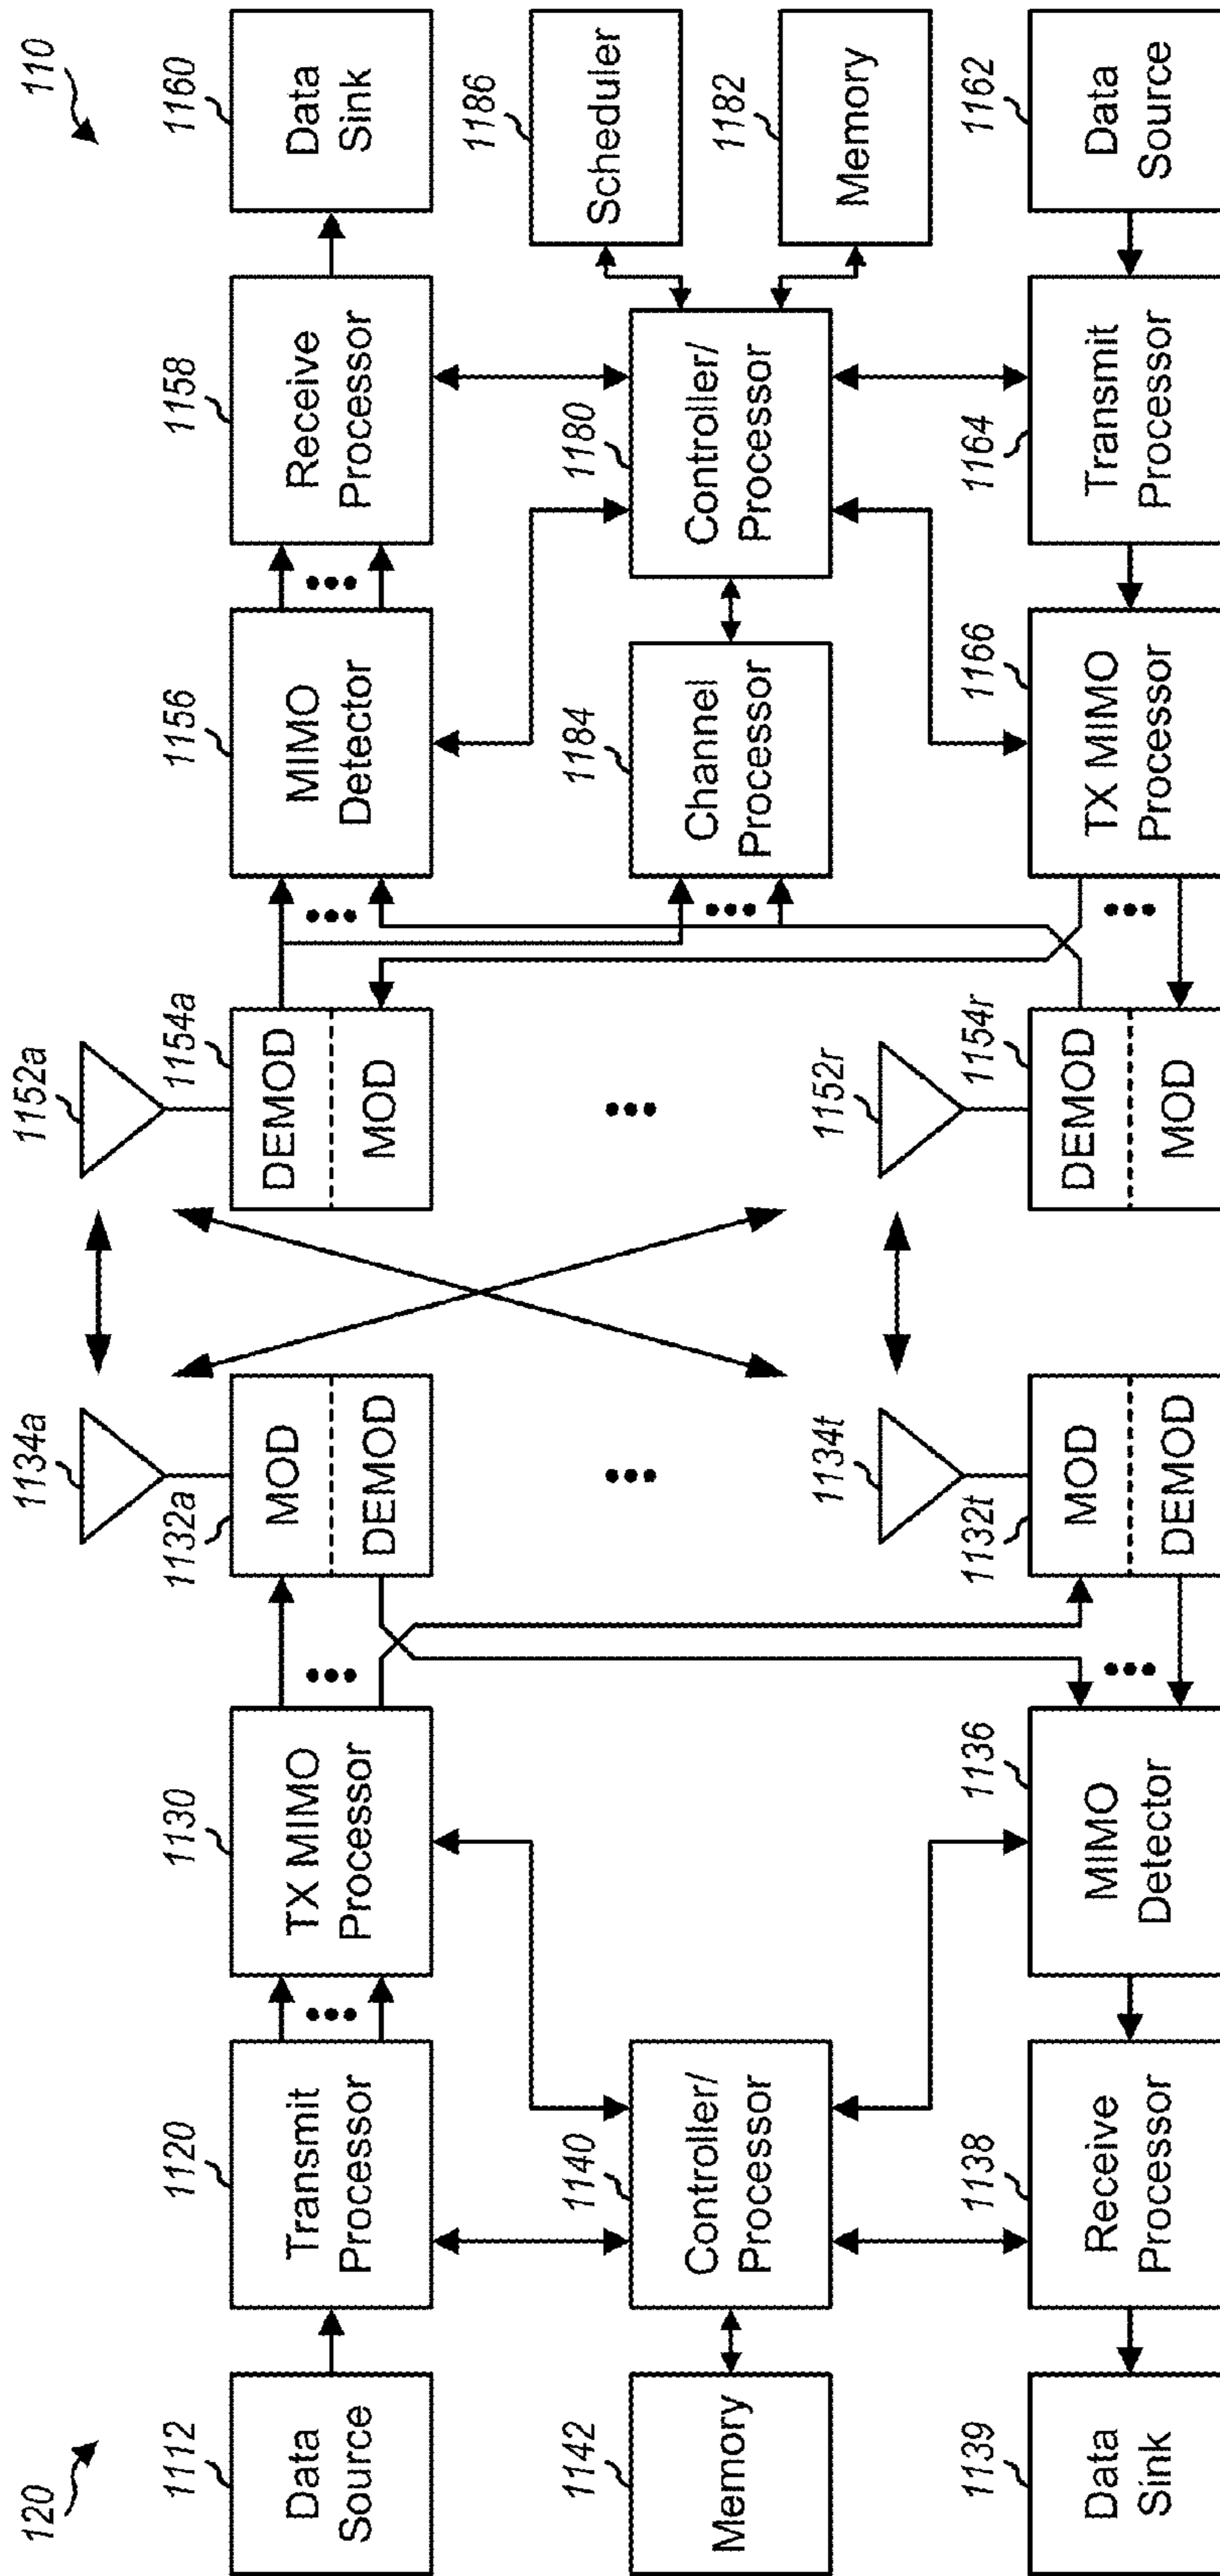 120
110
1112
Data
Source
1120
Transmit
Processor
•••
1130
TX MIMO
Processor
•••
1132a
MOD
DEMOD
1134a
1152a
1154a
DEMOD
MOD
•••
1156
MIMO
Detector
•••
1158
Receive
Processor
1160
Data
Sink
1142
Memory
1140
Controller/
Processor
•••
•••
•••
1184
Channel
Processor
1180
Controller/
Processor
1186
Scheduler
1182
Memory
1139
Data
Sink
1138
Receive
Processor
1136
MIMO
Detector
•••
1132t
MOD
DEMOD
1134t
1152r
1154r
DEMOD
MOD
•••
1166
TX MIMO
Processor
1164
Transmit
Processor
1162
Data
Source